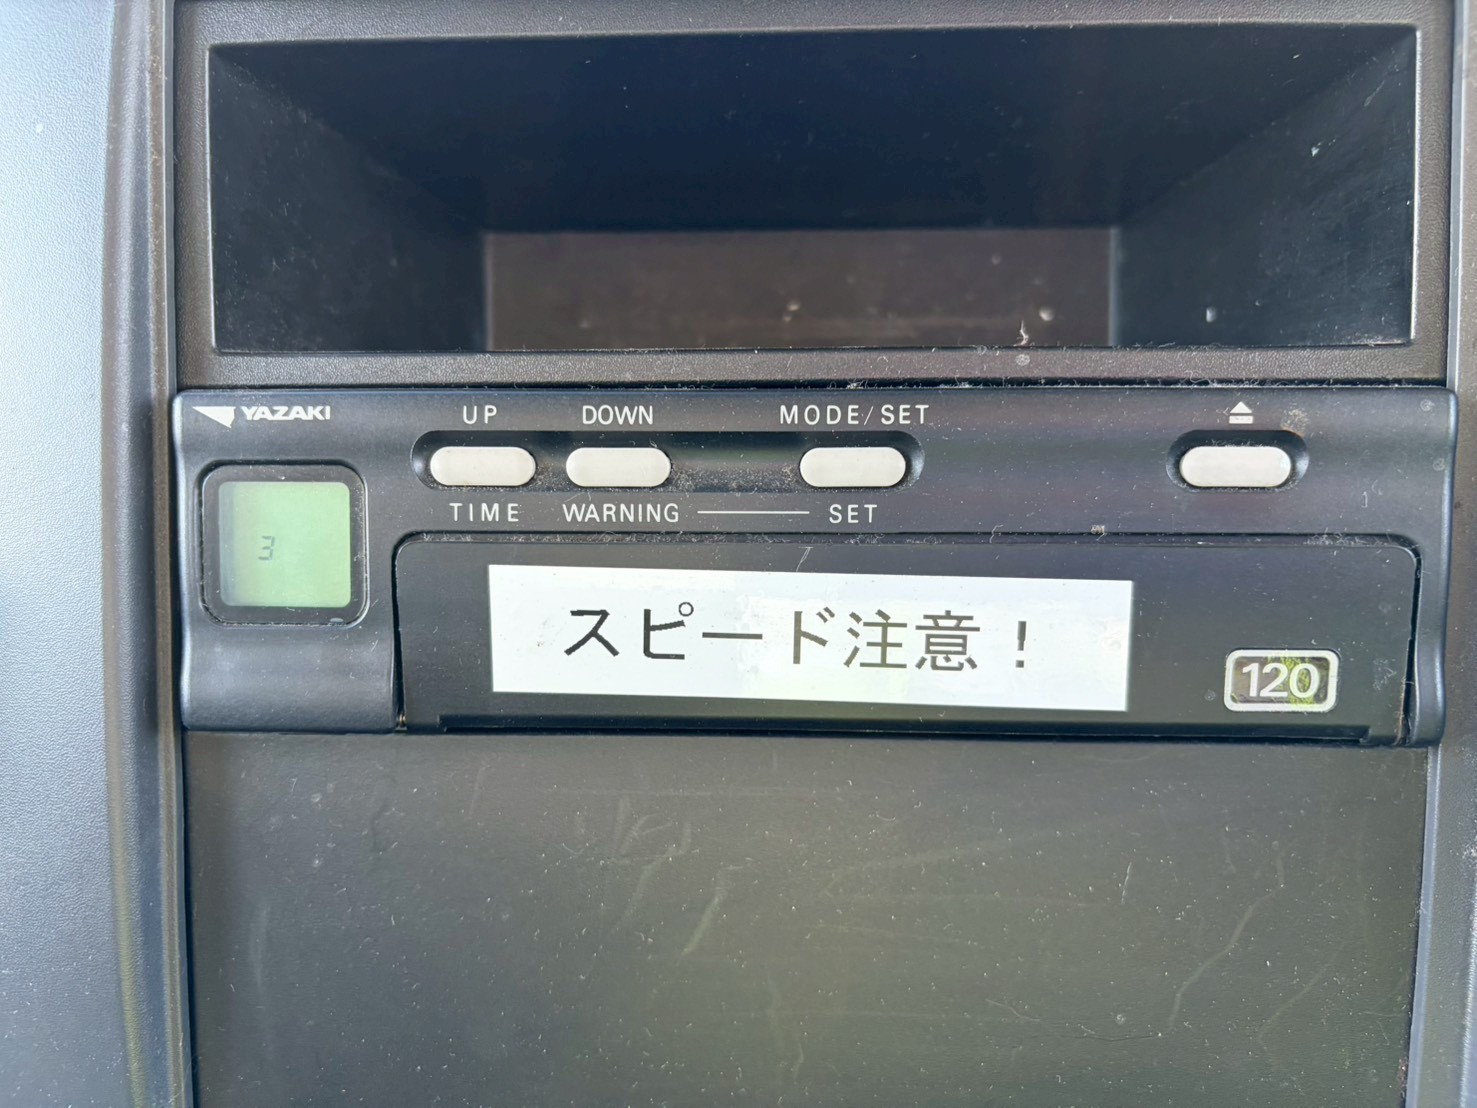 YAZAKI
UP DOWN MODE/SET
TIME WARNING SET
3
スピード注意！
120